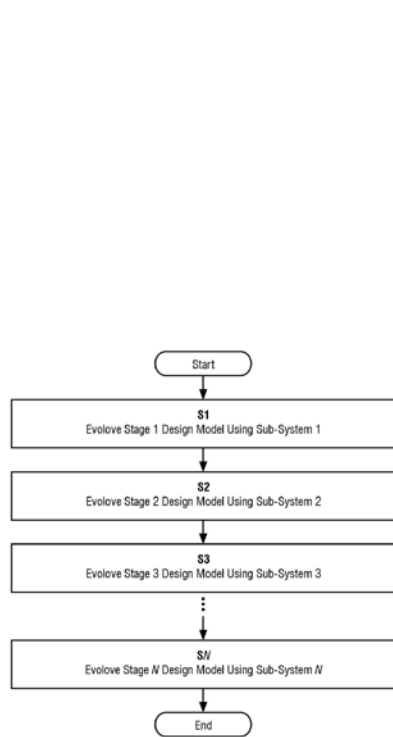 Start
S1
Evolove Stage 1 Design Model Using Sub-System 1
S2
Evolove Stage 2 Design Model Using Sub-System 2
S3
Evolove Stage 3 Design Model Using Sub-System 3
SN
Evolove Stage N Design Model Using Sub-System N
End